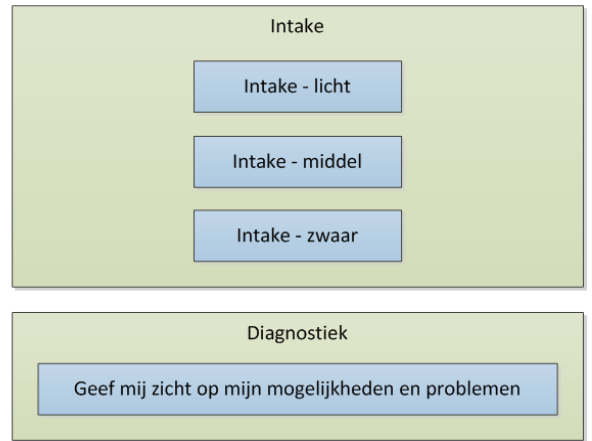 Intake
Intake - licht
Intake - middel
Intake - zwaar
Diagnostiek
Geef mij zicht op mijn mogelijkheden en problemen